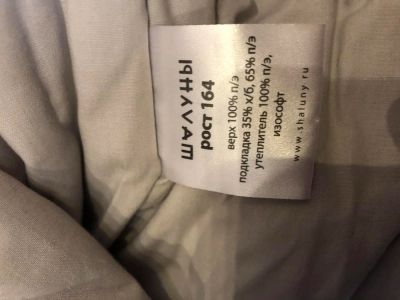 ШАЛУНЫ
рост 164
верх 100% п/э
подкладка 35% х/б, 65% п/э
утеплитель 100% п/э,
изософт
www.shaluny.ru